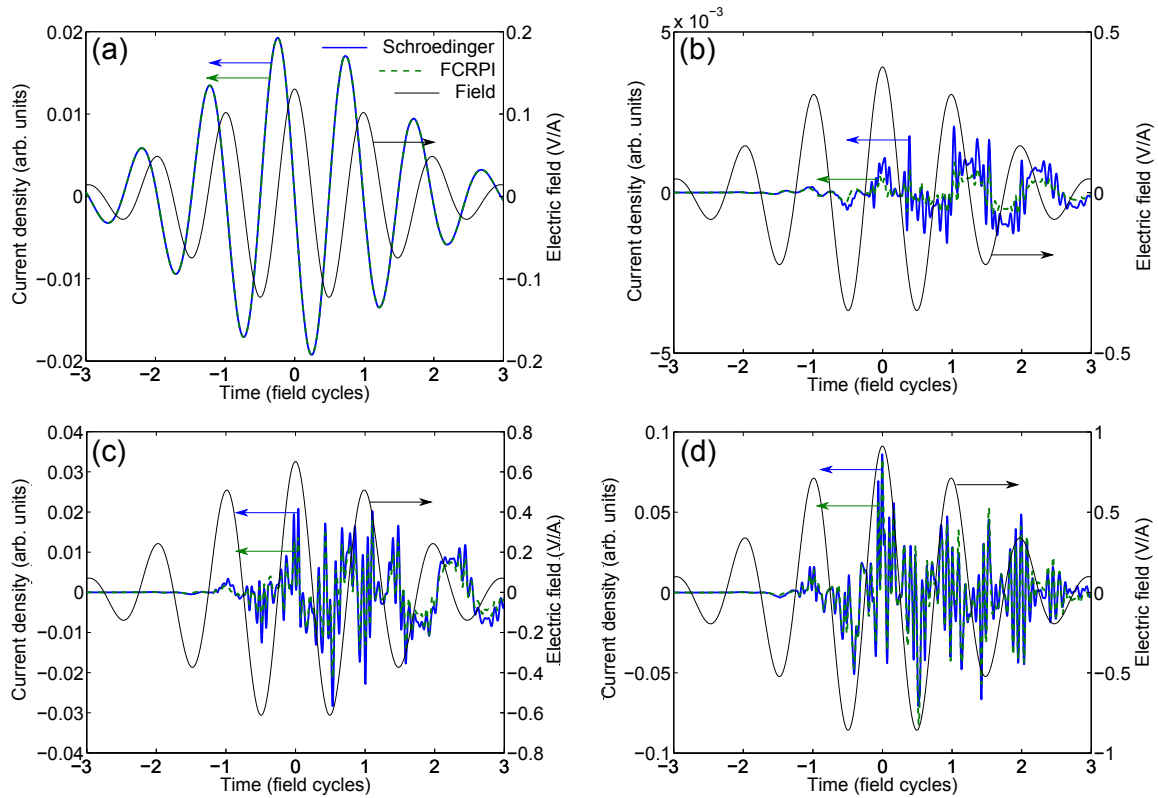 (a)
Schroedinger
FCRPI
Field
0.02
0.01
0
−0.01
−0.02
0.2
0.1
0
−0.1
−0.2
−3 −2 −1 0 1 2 3
Current density (arb. units)
Electric field (V/A)
Time (field cycles)
(b)
5 x 10⁻³
0
−5
0.5
0
−0.5
−3 −2 −1 0 1 2 3
Current density (arb. units)
Electric field (V/A)
Time (field cycles)
(c)
0.04
0.03
0.02
0.01
0
−0.01
−0.02
−0.03
−0.04
0.8
0.6
0.4
0.2
0
−0.2
−0.4
−0.6
−0.8
−3 −2 −1 0 1 2 3
Current density (arb. units)
Electric field (V/A)
Time (field cycles)
(d)
0.1
0.05
0
−0.05
−0.1
1
0.5
0
−0.5
−1
−3 −2 −1 0 1 2 3
Current density (arb. units)
Electric field (V/A)
Time (field cycles)